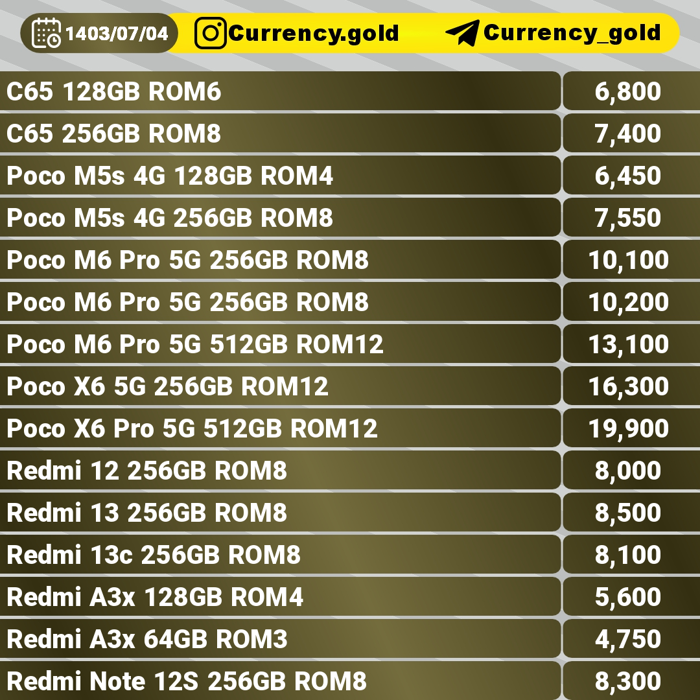 1403/07/04 Currency.gold Currency_gold
C65 128GB ROM6 6,800
C65 256GB ROM8 7,400
Poco M5s 4G 128GB ROM4 6,450
Poco M5s 4G 256GB ROM8 7,550
Poco M6 Pro 5G 256GB ROM8 10,100
Poco M6 Pro 5G 256GB ROM8 10,200
Poco M6 Pro 5G 512GB ROM12 13,100
Poco X6 5G 256GB ROM12 16,300
Poco X6 Pro 5G 512GB ROM12 19,900
Redmi 12 256GB ROM8 8,000
Redmi 13 256GB ROM8 8,500
Redmi 13c 256GB ROM8 8,100
Redmi A3x 128GB ROM4 5,600
Redmi A3x 64GB ROM3 4,750
Redmi Note 12S 256GB ROM8 8,300